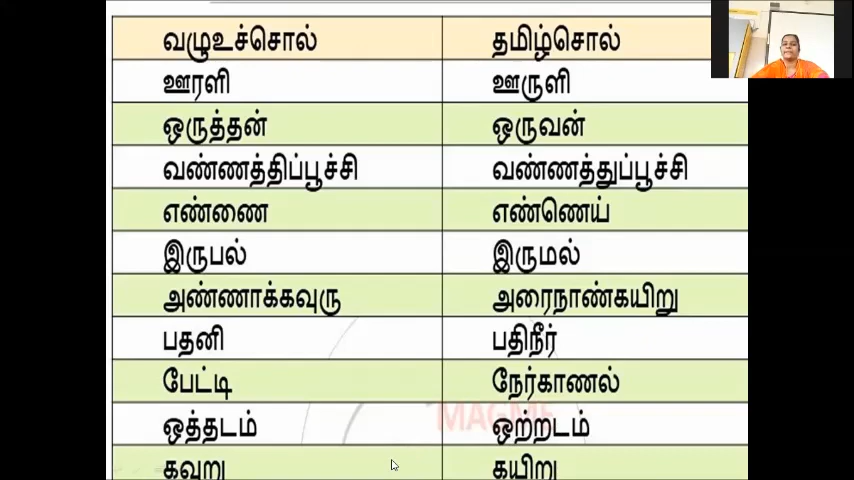 வழுஉச்சொல் தமிழ்சொல்
ஊரளி ஊருளி
ஒருத்தன் ஒருவன்
வண்ணத்திப்பூச்சி வண்ணத்துப்பூச்சி
எண்ணை எண்ணெய்
இருபல் இருமல்
அண்ணாக்கவுரு அரைநாண்கயிறு
பதனி பதிநீர்
பேட்டி நேர்காணல்
ஒத்தடம் ஒற்றடம்
கவுறு கயிறு